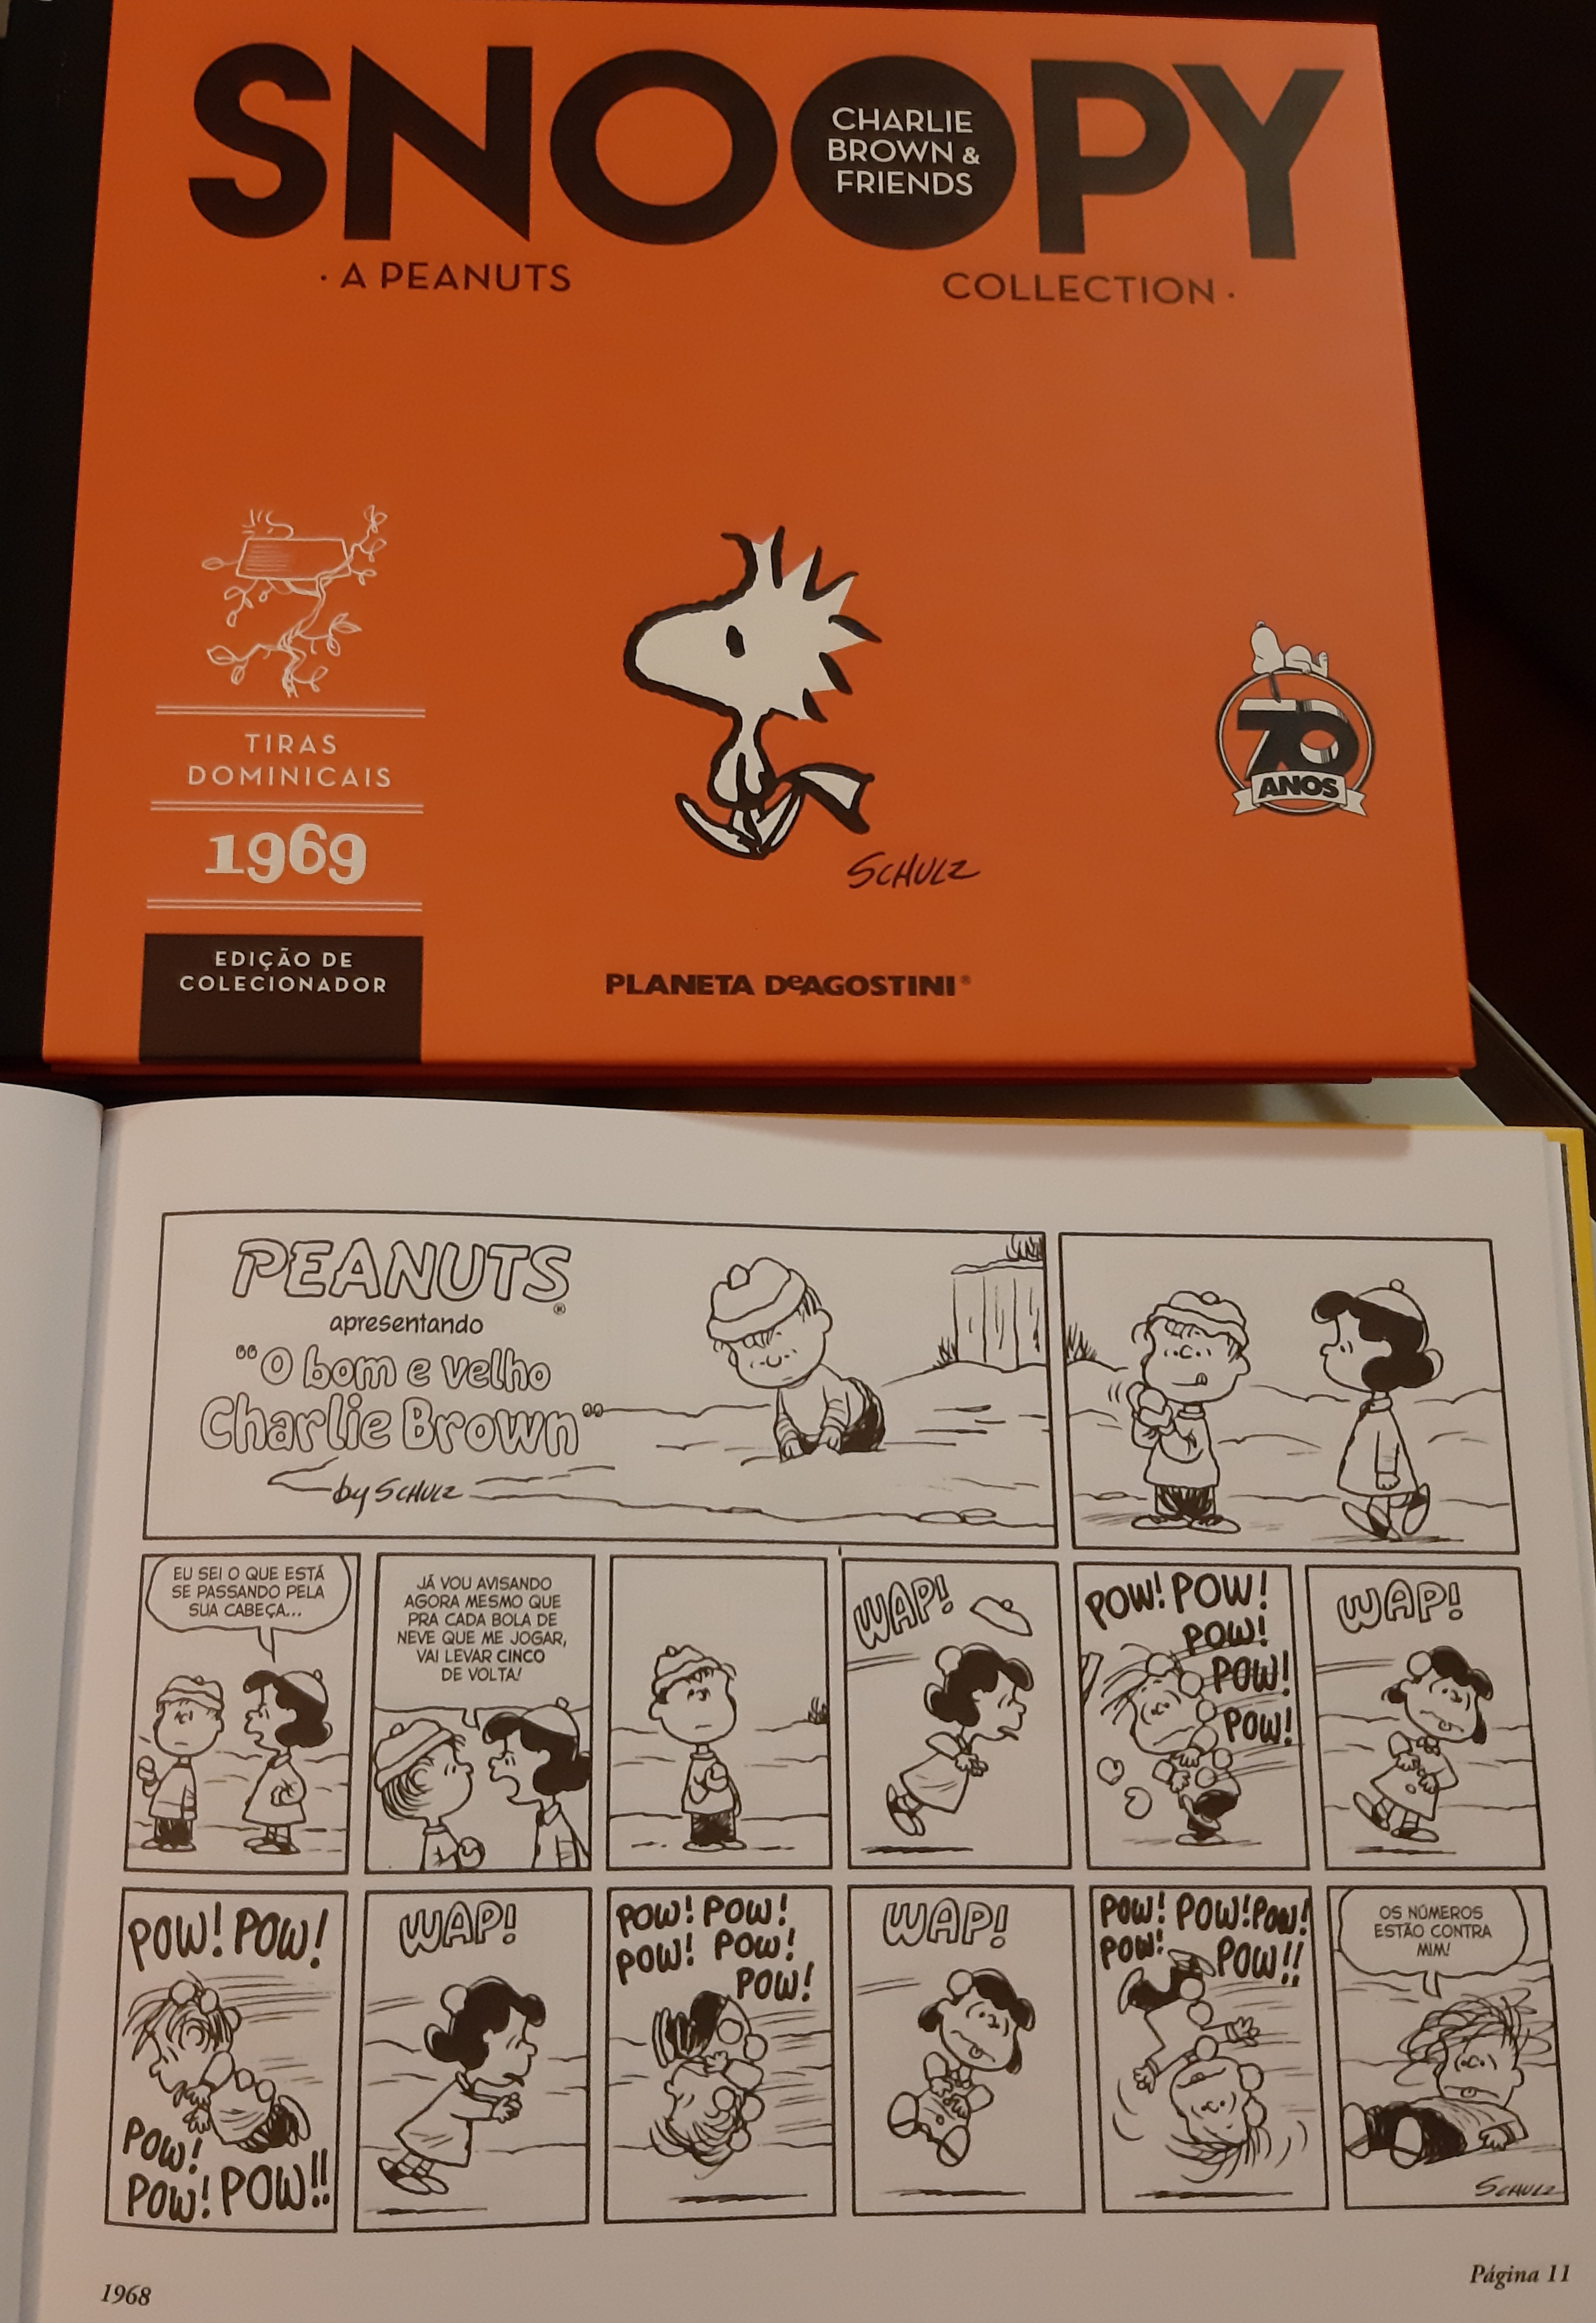 SNOOPY
CHARLIE
BROWN &
FRIENDS
· A PEANUTS
COLLECTION ·
TIRAS
DOMINICAIS
1969
EDIÇÃO DE
COLECIONADOR
SCHULZ
70
ANOS
PLANETA DeAGOSTINI®
PEANUTS®
apresentando
"O bom e velho
Charlie Brown"
by SCHULZ
EU SEI O QUE ESTÁ
SE PASSANDO PELA
SUA CABEÇA...
JÁ VOU AVISANDO
AGORA MESMO QUE
PRA CADA BOLA DE
NEVE QUE ME JOGAR,
VAI LEVAR CINCO
DE VOLTA!
WAP!
POW! POW!
POW!
POW!
POW!
WAP!
POW! POW!
POW!
POW! POW!!
WAP!
POW! POW!
POW! POW!
POW!
WAP!
POW! POW! POW!
POW! POW!!
OS NÚMEROS
ESTÃO CONTRA
MIM!
SCHULZ
1968
Página 11